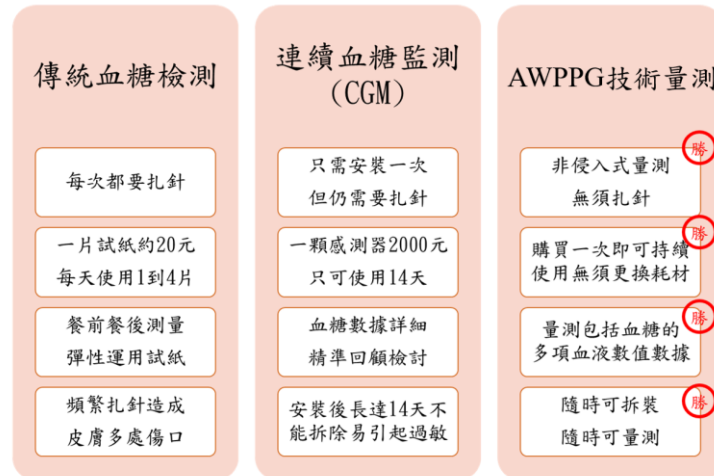 傳統血糖檢測
每次都要扎針
一片試紙約20元
每天使用1到4片
餐前餐後測量
彈性運用試紙
頻繁扎針造成
皮膚多處傷口
連續血糖監測
(CGM)
只需安裝一次
但仍需要扎針
一顆感測器2000元
只可使用14天
血糖數據詳細
精準回顧檢討
安裝後長達14天不
能拆除易引起過敏
AWPPG技術量測
勝
非侵入式量測
無須扎針
勝
購買一次即可持續
使用無須更換耗材
勝
量測包括血糖的
多項血液數值數據
勝
隨時可拆裝
隨時可量測